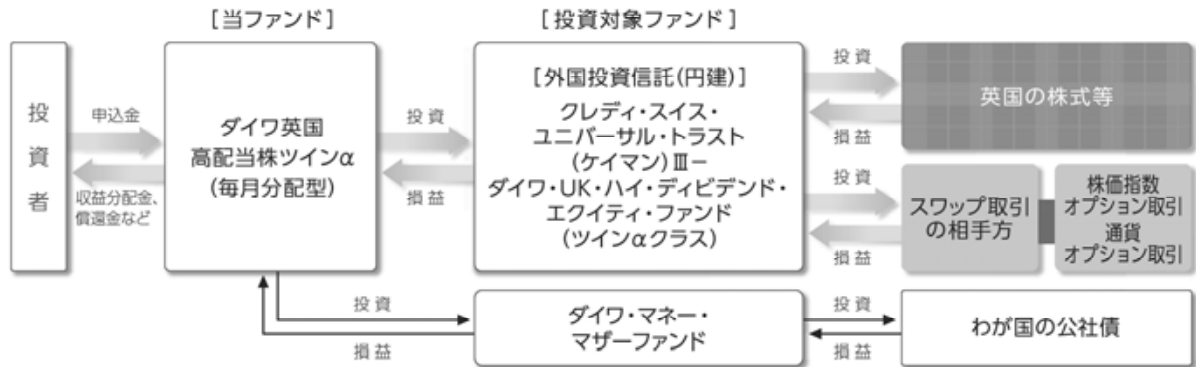 [当ファンド]
[投資対象ファンド]
投資者
申込金
収益分配金、
償還金など
ダイワ英国
高配当株ツインα
(毎月分配型)
投資
損益
[外国投資信託(円建)]
クレディ・スイス・
ユニバーサル・トラスト
(ケイマン)Ⅲ－
ダイワ・UK・ハイ・ディビデンド・
エクイティ・ファンド
(ツインαクラス)
投資
損益
英国の株式等
投資
損益
スワップ取引
の相手方
株価指数
オプション取引
通貨
オプション取引
投資
損益
ダイワ・マネー・
マザーファンド
投資
損益
わが国の公社債